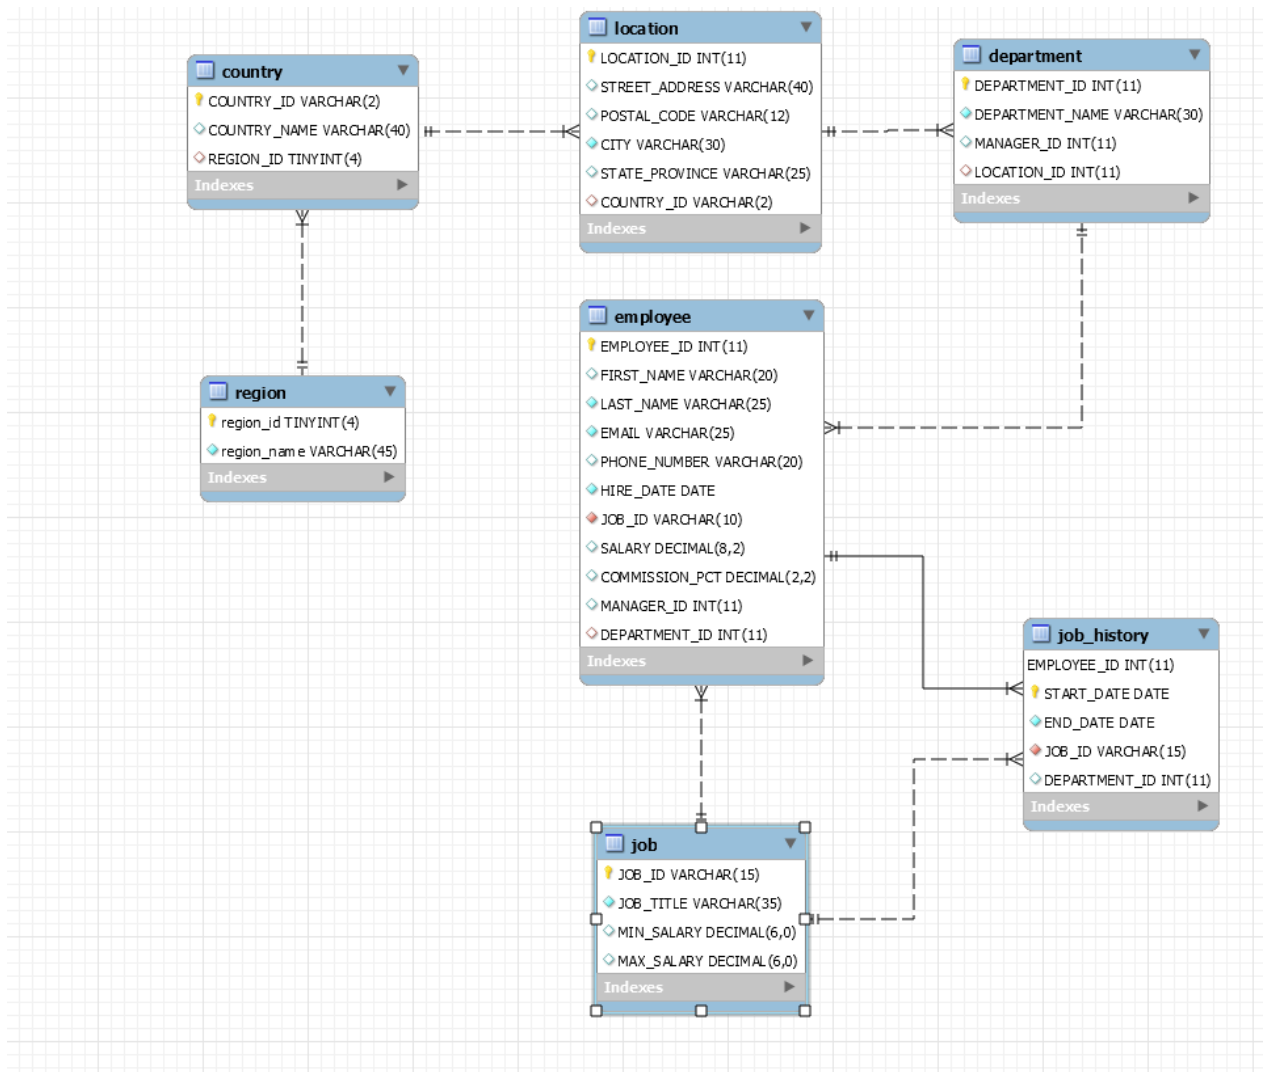 country
COUNTRY_ID VARCHAR(2)
COUNTRY_NAME VARCHAR(40)
REGION_ID TINYINT(4)
Indexes
location
LOCATION_ID INT(11)
STREET_ADDRESS VARCHAR(40)
POSTAL_CODE VARCHAR(12)
CITY VARCHAR(30)
STATE_PROVINCE VARCHAR(25)
COUNTRY_ID VARCHAR(2)
Indexes
department
DEPARTMENT_ID INT(11)
DEPARTMENT_NAME VARCHAR(30)
MANAGER_ID INT(11)
LOCATION_ID INT(11)
Indexes
region
region_id TINYINT(4)
region_name VARCHAR(45)
Indexes
employee
EMPLOYEE_ID INT(11)
FIRST_NAME VARCHAR(20)
LAST_NAME VARCHAR(25)
EMAIL VARCHAR(25)
PHONE_NUMBER VARCHAR(20)
HIRE_DATE DATE
JOB_ID VARCHAR(10)
SALARY DECIMAL(8,2)
COMMISSION_PCT DECIMAL(2,2)
MANAGER_ID INT(11)
DEPARTMENT_ID INT(11)
Indexes
job_history
EMPLOYEE_ID INT(11)
START_DATE DATE
END_DATE DATE
JOB_ID VARCHAR(15)
DEPARTMENT_ID INT(11)
Indexes
job
JOB_ID VARCHAR(15)
JOB_TITLE VARCHAR(35)
MIN_SALARY DECIMAL(6,0)
MAX_SALARY DECIMAL(6,0)
Indexes